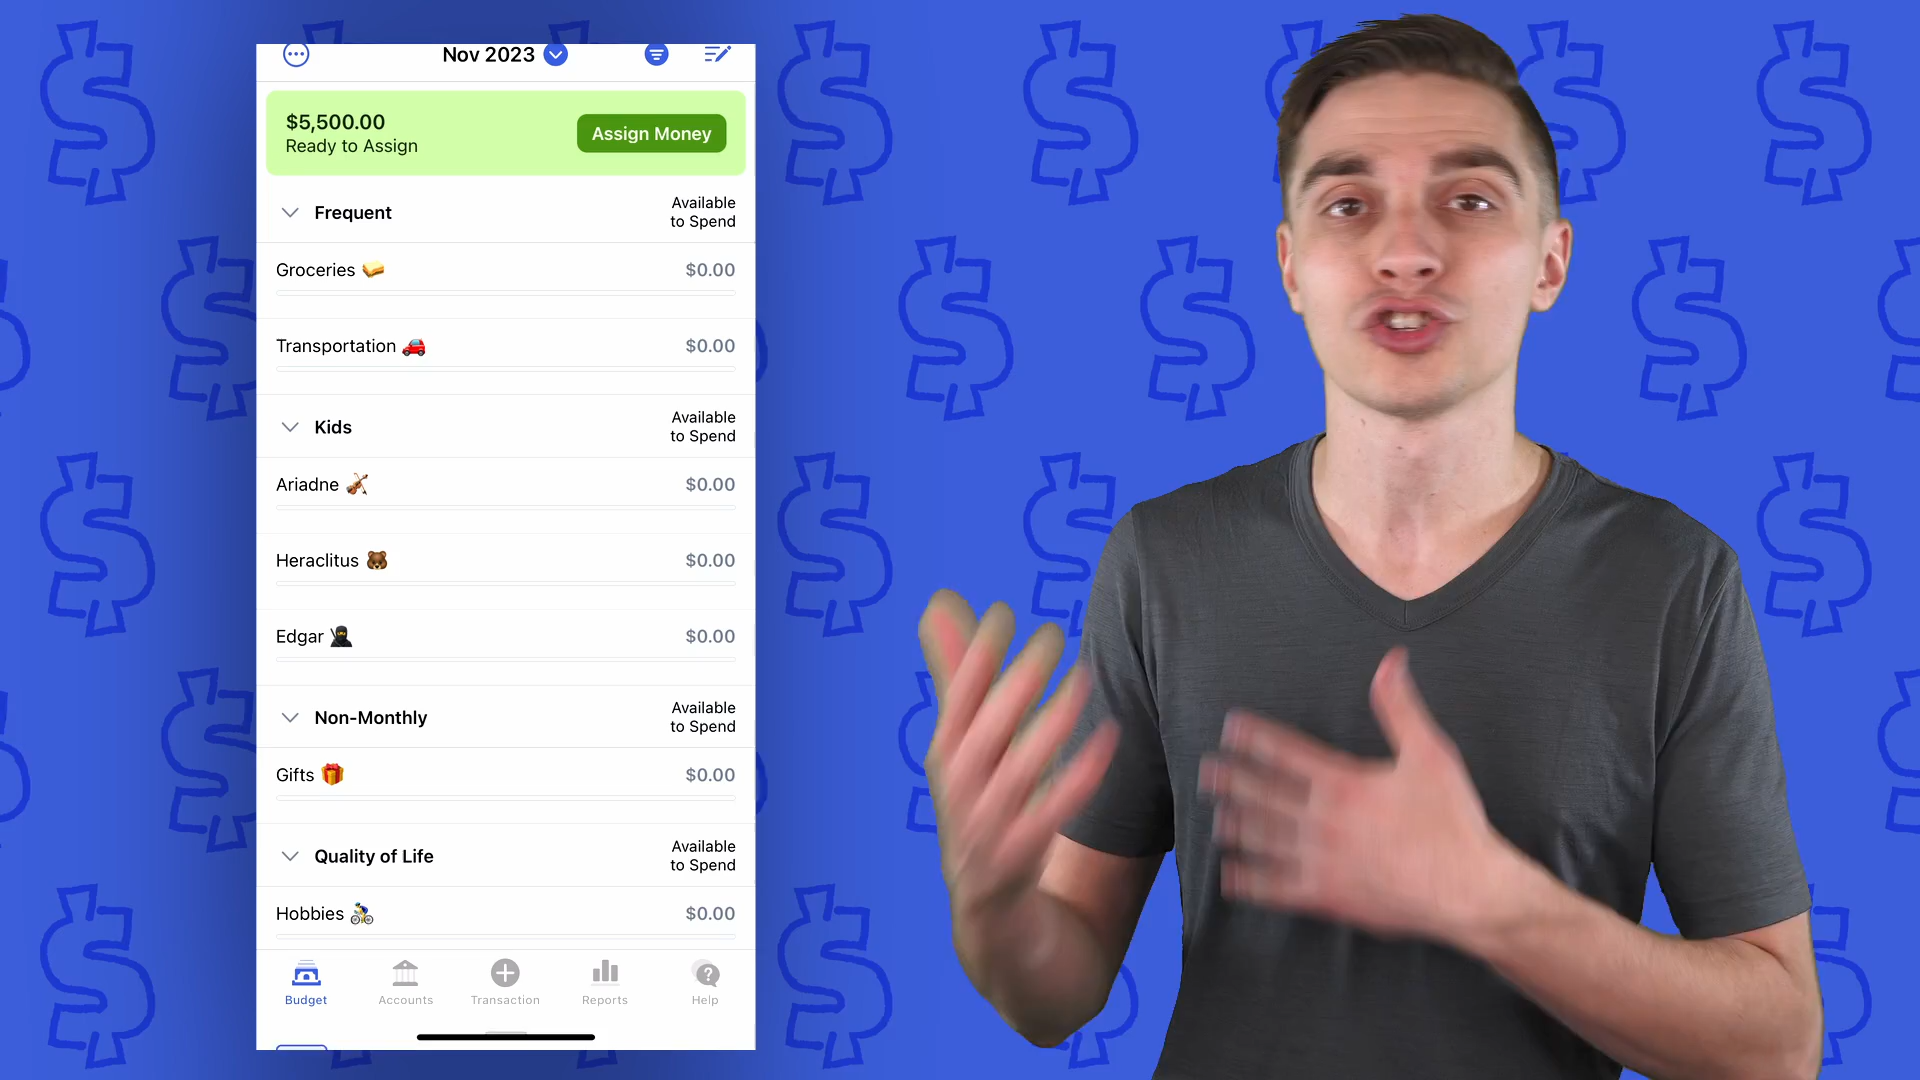 Nov 2023
$5,500.00
Ready to Assign
Assign Money
Frequent
Available
to Spend
Groceries
$0.00
Transportation
$0.00
Kids
Available
to Spend
Ariadne
$0.00
Heraclitus
$0.00
Edgar
$0.00
Non-Monthly
Available
to Spend
Gifts
$0.00
Quality of Life
Available
to Spend
Hobbies
$0.00
Budget
Accounts
Transaction
Reports
Help